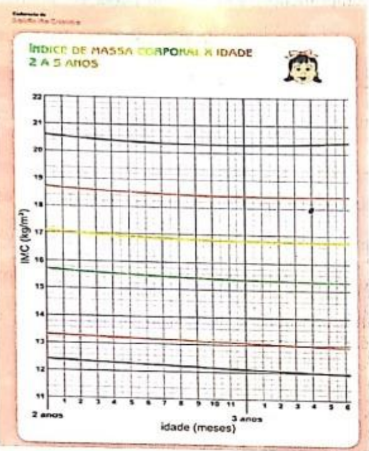 Caderneta de
Saúde da Criança
ÍNDICE DE MASSA CORPORAL X IDADE
2 A 5 ANOS
IMC (kg/m²)
22
21
20
19
18
17
16
15
14
13
12
11
1 2 3 4 5 6 7 8 9 10 11 1 2 3 4 5 6
2 anos 3 anos
idade (meses)